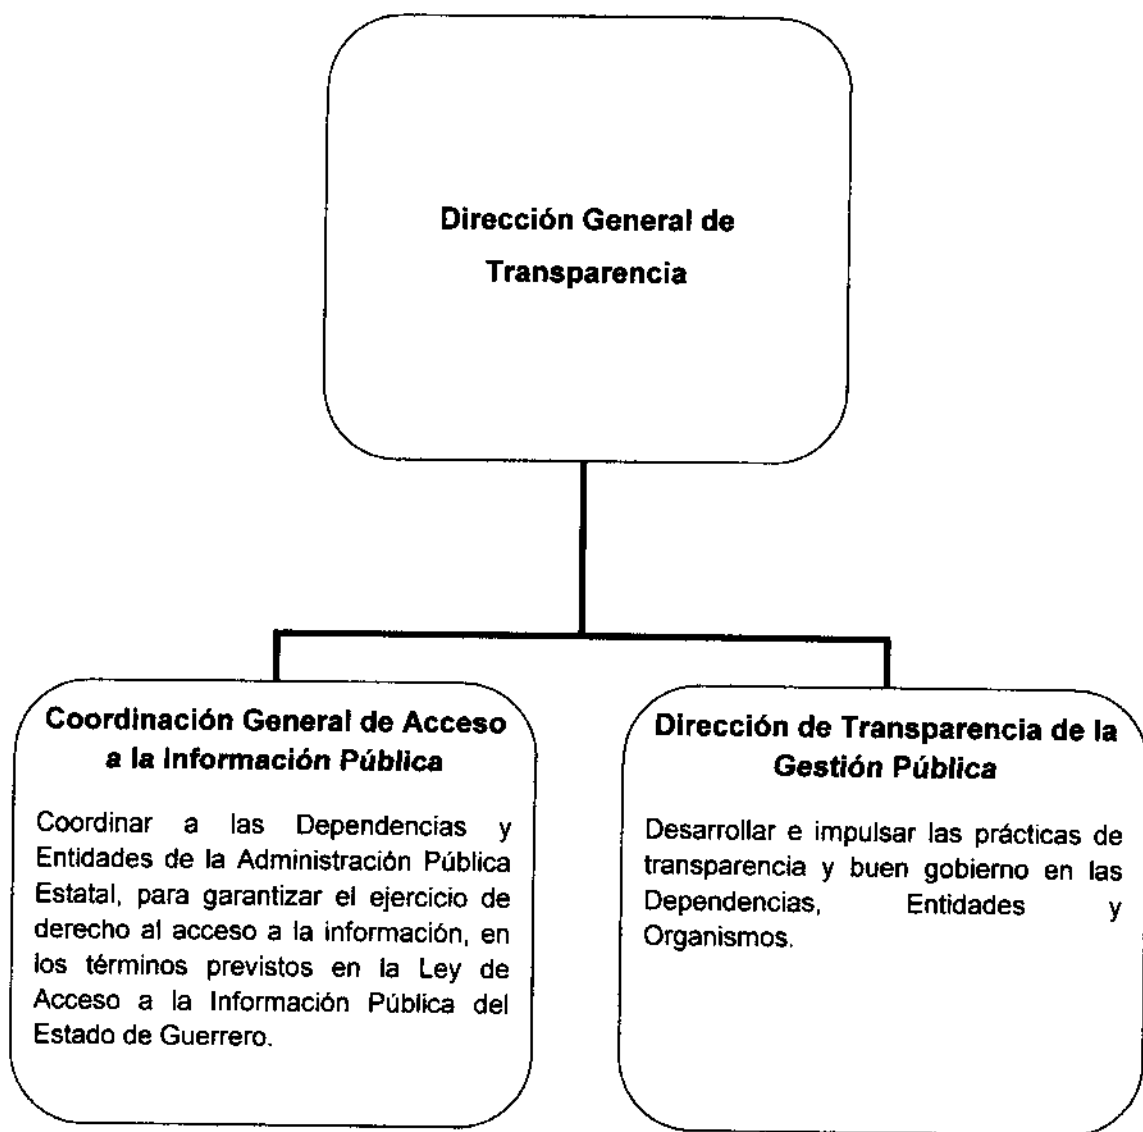 Dirección General de
Transparencia
Coordinación General de Acceso
a la Información Pública
Coordinar a las Dependencias y
Entidades de la Administración Pública
Estatal, para garantizar el ejercicio de
derecho al acceso a la información, en
los términos previstos en la Ley de
Acceso a la Información Pública del
Estado de Guerrero.
Dirección de Transparencia de la
Gestión Pública
Desarrollar e impulsar las prácticas de
transparencia y buen gobierno en las
Dependencias, Entidades y
Organismos.